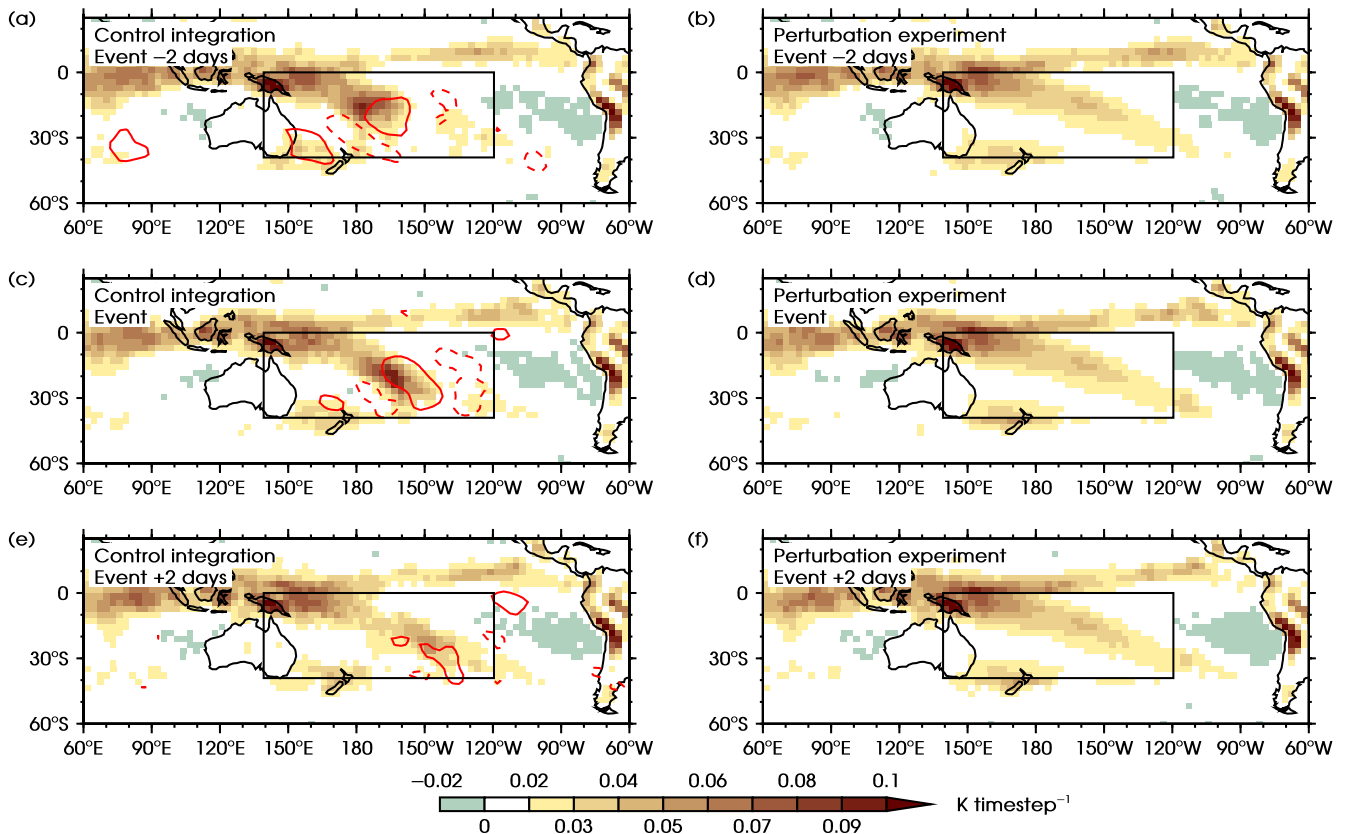 (a)
Control integration
Event −2 days
0
30°S
60°S
60°E 90°E 120°E 150°E 180 150°W 120°W 90°W 60°W
(b)
Perturbation experiment
Event −2 days
0
30°S
60°S
60°E 90°E 120°E 150°E 180 150°W 120°W 90°W 60°W
(c)
Control integration
Event
0
30°S
60°S
60°E 90°E 120°E 150°E 180 150°W 120°W 90°W 60°W
(d)
Perturbation experiment
Event
0
30°S
60°S
60°E 90°E 120°E 150°E 180 150°W 120°W 90°W 60°W
(e)
Control integration
Event +2 days
0
30°S
60°S
60°E 90°E 120°E 150°E 180 150°W 120°W 90°W 60°W
(f)
Perturbation experiment
Event +2 days
0
30°S
60°S
60°E 90°E 120°E 150°E 180 150°W 120°W 90°W 60°W
−0.02 0.02 0.04 0.06 0.08 0.1
K timestep⁻¹
0 0.03 0.05 0.07 0.09